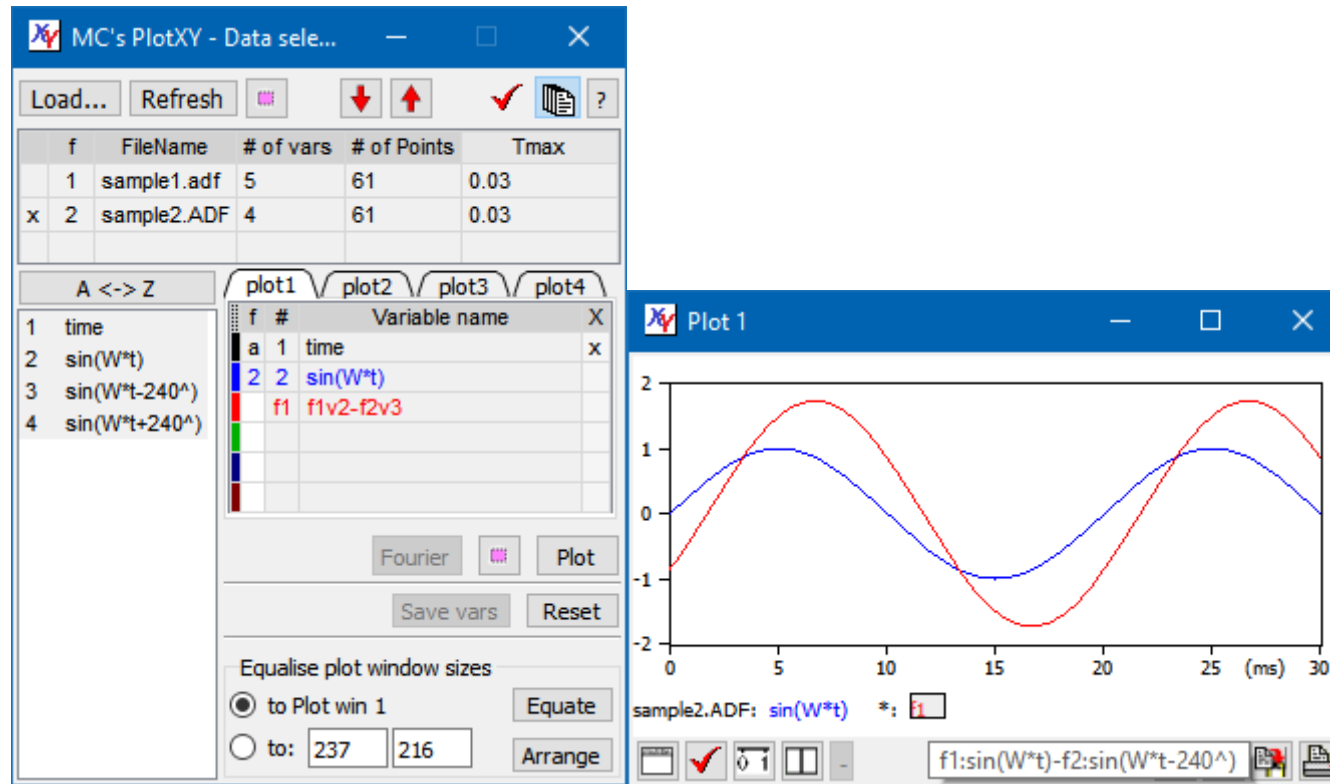 MC's PlotXY - Data sele...
Load... Refresh ?
f FileName # of vars # of Points Tmax
1 sample1.adf 5 61 0.03
x 2 sample2.ADF 4 61 0.03
A <-> Z
plot1 plot2 plot3 plot4
1 time
2 sin(W*t)
3 sin(W*t-240^)
4 sin(W*t+240^)
f # Variable name X
a 1 time x
2 2 sin(W*t)
f1 f1v2-f2v3
Fourier Plot
Save vars Reset
Equalise plot window sizes
to Plot win 1 Equate
to: 237 216 Arrange
Plot 1
2
1
0
-1
-2
0 5 10 15 20 25 (ms) 30
sample2.ADF: sin(W*t) *: f1
0 1 -
f1:sin(W*t)-f2:sin(W*t-240^)